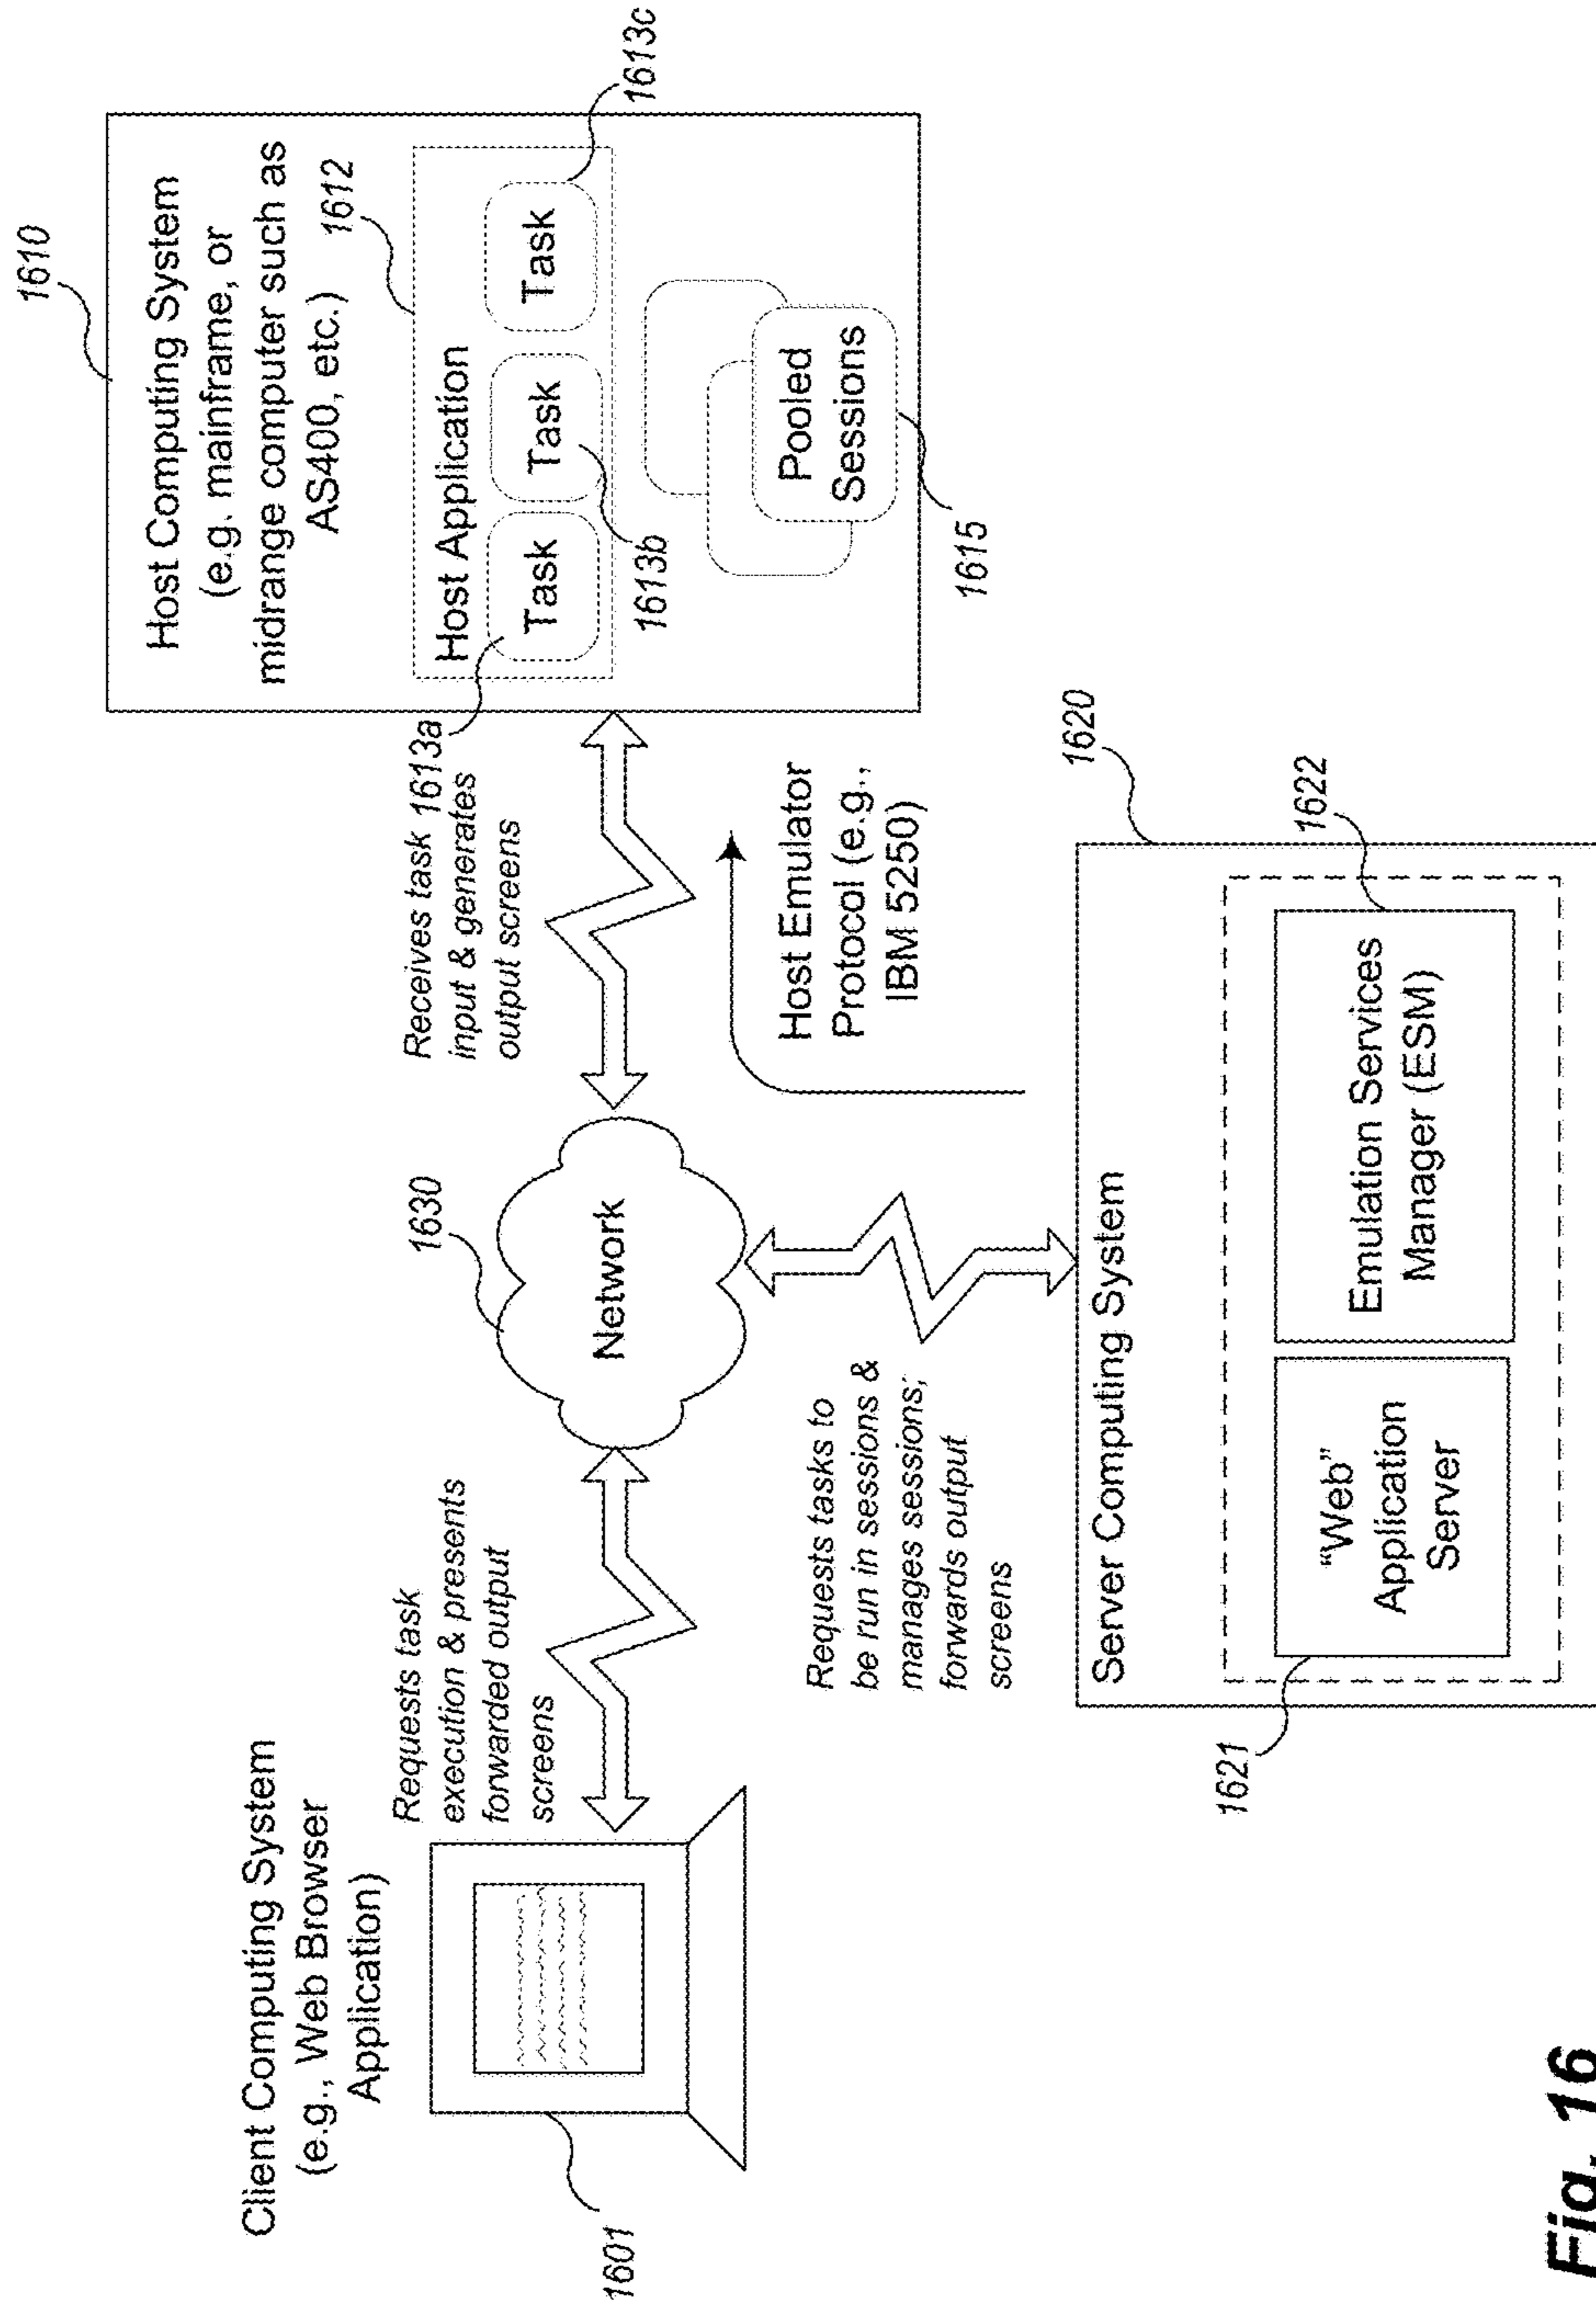 Client Computing System
(e.g., Web Browser
Application)
1601
Requests task
execution & presents
forwarded output
screens
1630
Network
Receives task
input & generates
output screens
1610
Host Computing System
(e.g. mainframe, or
midrange computer such as
AS400, etc.)
1612
Host Application
Task
Task
Task
1613a
1613b
1613c
Pooled
Sessions
1615
Host Emulator
Protocol (e.g.,
IBM 5250)
Requests tasks to
be run in sessions &
manages sessions;
forwards output
screens
1620
Server Computing System
1621
"Web"
Application
Server
1622
Emulation Services
Manager (ESM)
Fig. 16